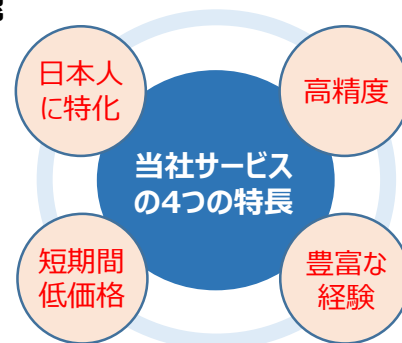 日本人
に特化
高精度
当社サービス
の4つの特長
短期間
低価格
豊富な
経験